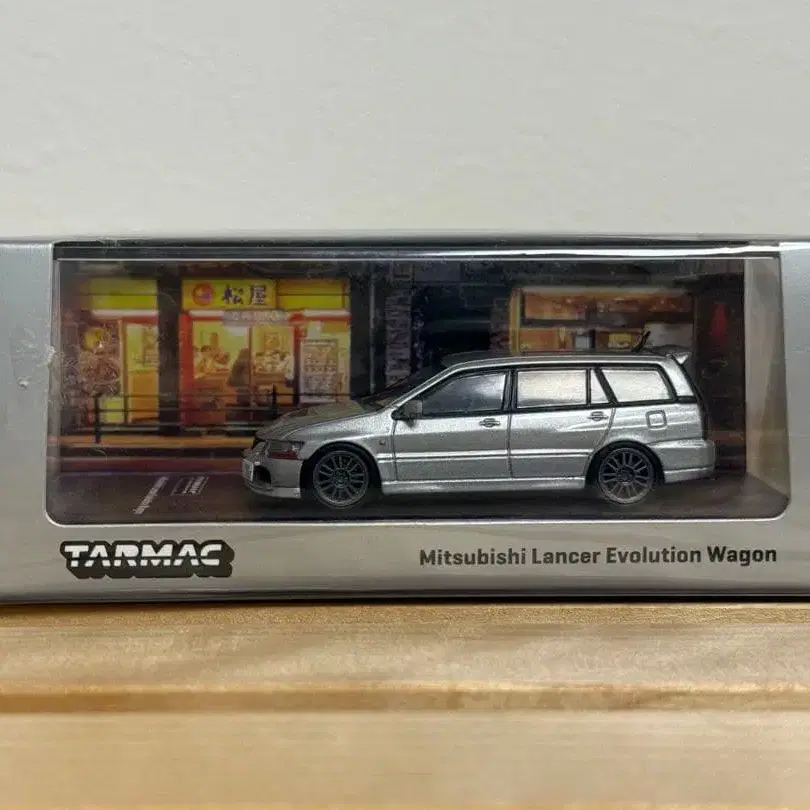 松屋
TARMAC
Mitsubishi Lancer Evolution Wagon